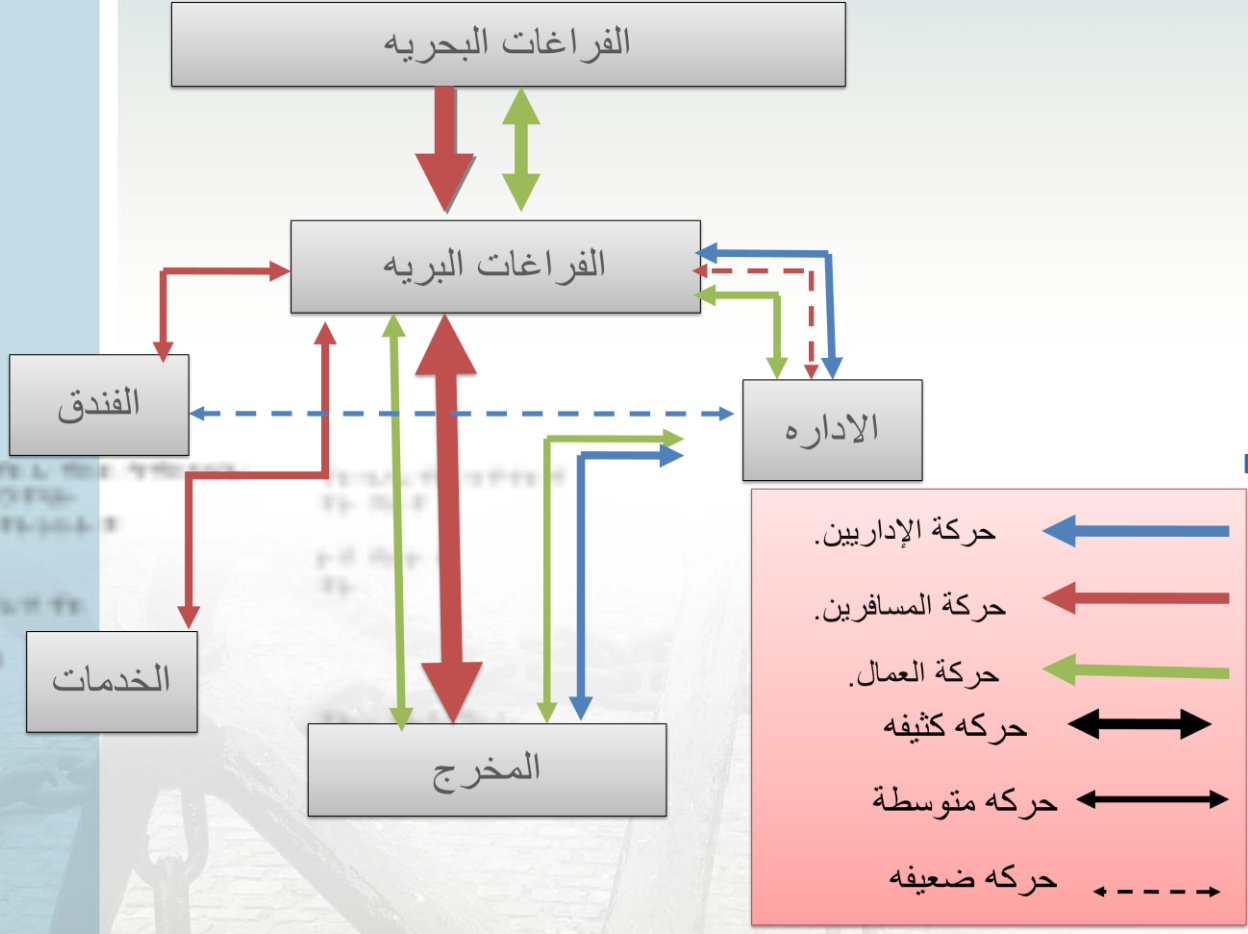 الفراغات البحريه
الفراغات البريه
الفندق
الاداره
الخدمات
المخرج
حركة الإداريين.
حركة المسافرين.
حركة العمال.
حركه كثيفه
حركه متوسطة
حركه ضعيفه